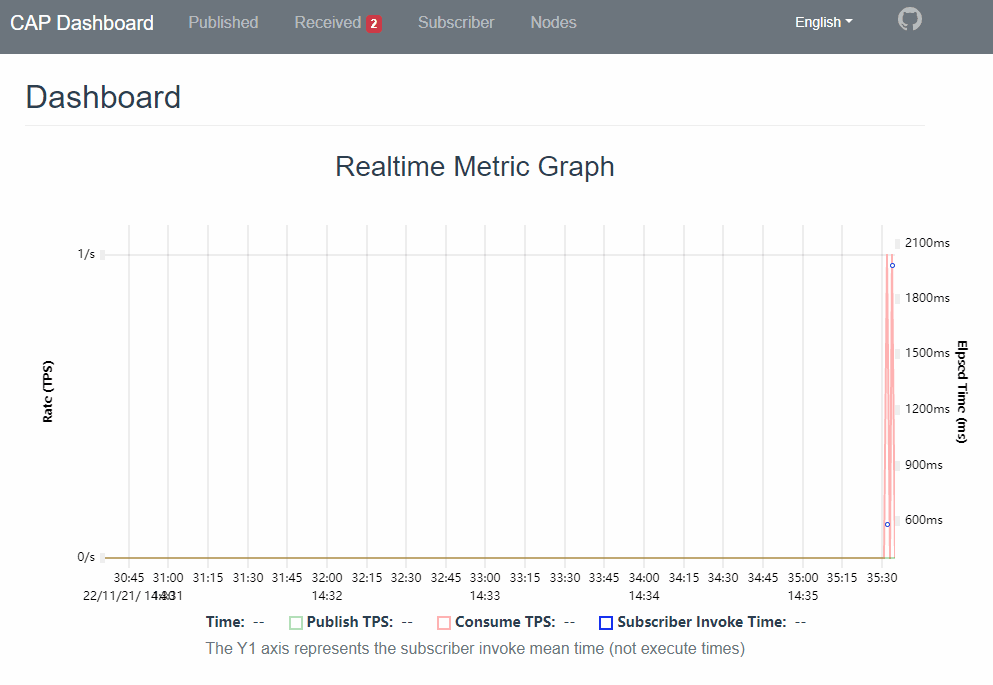 CAP Dashboard Published Received 2 Subscriber Nodes English
Dashboard
Realtime Metric Graph
1/s
0/s
Rate (TPS)
2100ms
1800ms
1500ms
1200ms
900ms
600ms
Elpsed Time (ms)
30:45 31:00 31:15 31:30 31:45 32:00 32:15 32:30 32:45 33:00 33:15 33:30 33:45 34:00 34:15 34:30 34:45 35:00 35:15 35:30
22/11/21/ 14:31 14:32 14:33 14:34 14:35
Time: -- Publish TPS: -- Consume TPS: -- Subscriber Invoke Time: --
The Y1 axis represents the subscriber invoke mean time (not execute times)